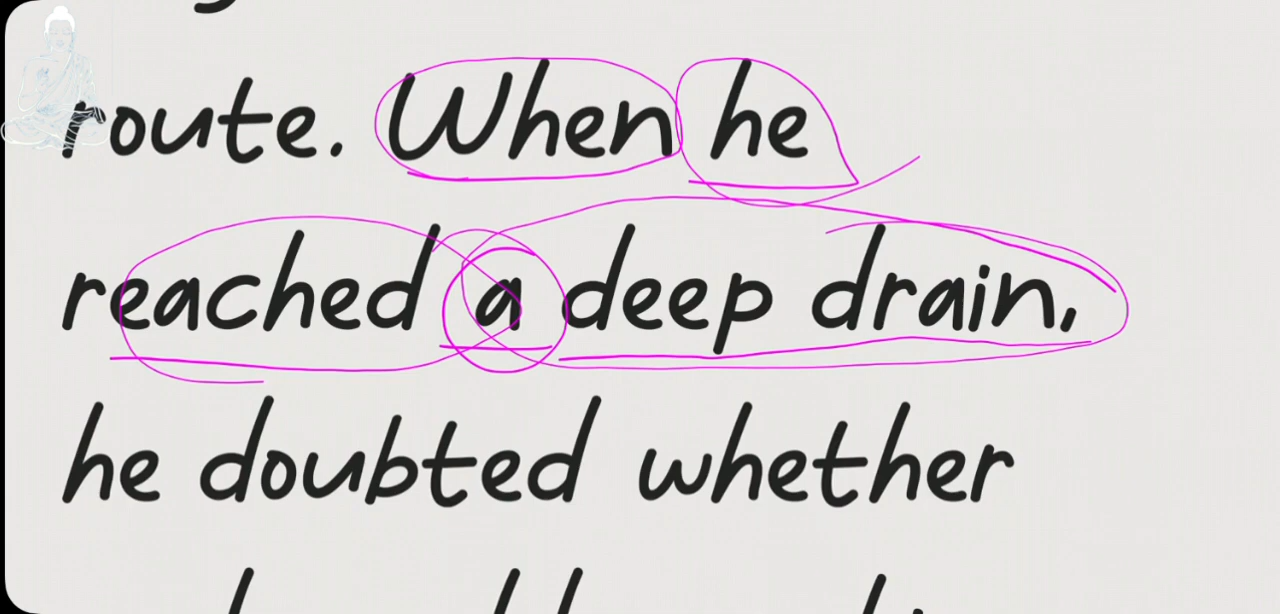 route. When he
reached a deep drain,
he doubted whether